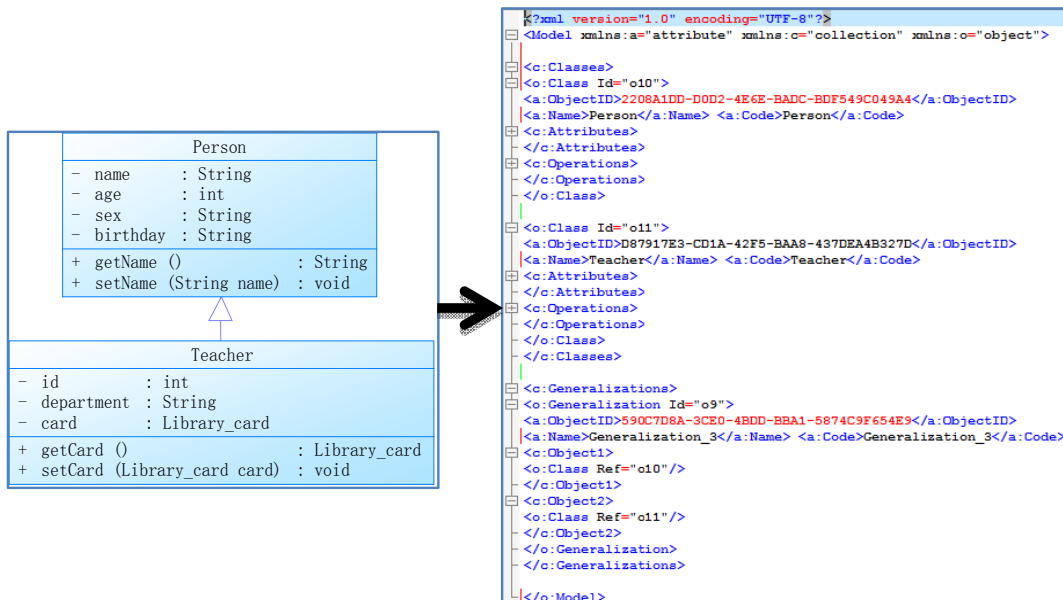 Person
- name : String
- age : int
- sex : String
- birthday : String
+ getName () : String
+ setName (String name) : void
Teacher
- id : int
- department : String
- card : Library_card
+ getCard () : Library_card
+ setCard (Library_card card) : void
<?xml version="1.0" encoding="UTF-8"?>
<Model xmlns:a="attribute" xmlns:c="collection" xmlns:o="object">
<c:Classes>
<o:Class Id="o10">
<a:ObjectID>2208A1DD-D0D2-4E6E-BADC-BDF549C049A4</a:ObjectID>
<a:Name>Person</a:Name> <a:Code>Person</a:Code>
<c:Attributes>
</c:Attributes>
<c:Operations>
</c:Operations>
</o:Class>
<o:Class Id="o11">
<a:ObjectID>D87917E3-CD1A-42F5-BAA8-437DEA4B327D</a:ObjectID>
<a:Name>Teacher</a:Name> <a:Code>Teacher</a:Code>
<c:Attributes>
</c:Attributes>
<c:Operations>
</c:Operations>
</o:Class>
</c:Classes>
<c:Generalizations>
<o:Generalization Id="o9">
<a:ObjectID>590C7D8A-3CE0-4BDD-BBA1-5874C9F654E9</a:ObjectID>
<a:Name>Generalization_3</a:Name> <a:Code>Generalization_3</a:Code>
<c:Object1>
<o:Class Ref="o10"/>
</c:Object1>
<c:Object2>
<o:Class Ref="o11"/>
</c:Object2>
</o:Generalization>
</c:Generalizations>
</o:Model>